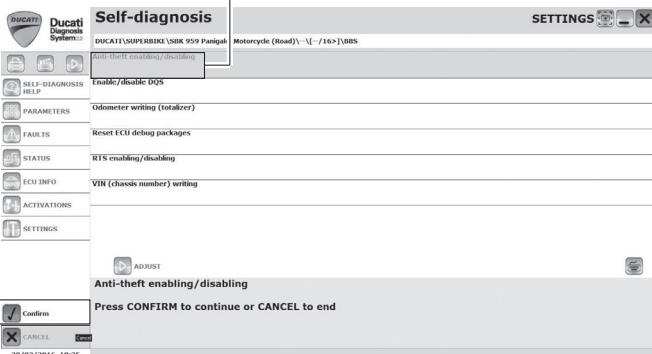 DUCATI
Ducati
Diagnosis
System 2.0
Self-diagnosis
SETTINGS
DUCATI\SUPERBIKE\SBK 959 Panigale Motorcycle (Road)\--\[--/16>]\BBS
Anti-theft enabling/disabling
Enable/disable DQS
Odometer writing (totalizer)
Reset ECU debug packages
RTS enabling/disabling
VIN (chassis number) writing
SELF-DIAGNOSIS
HELP
PARAMETERS
FAULTS
STATUS
ECU INFO
ACTIVATIONS
SETTINGS
ADJUST
Anti-theft enabling/disabling
Press CONFIRM to continue or CANCEL to end
Confirm
CANCEL
Cancel